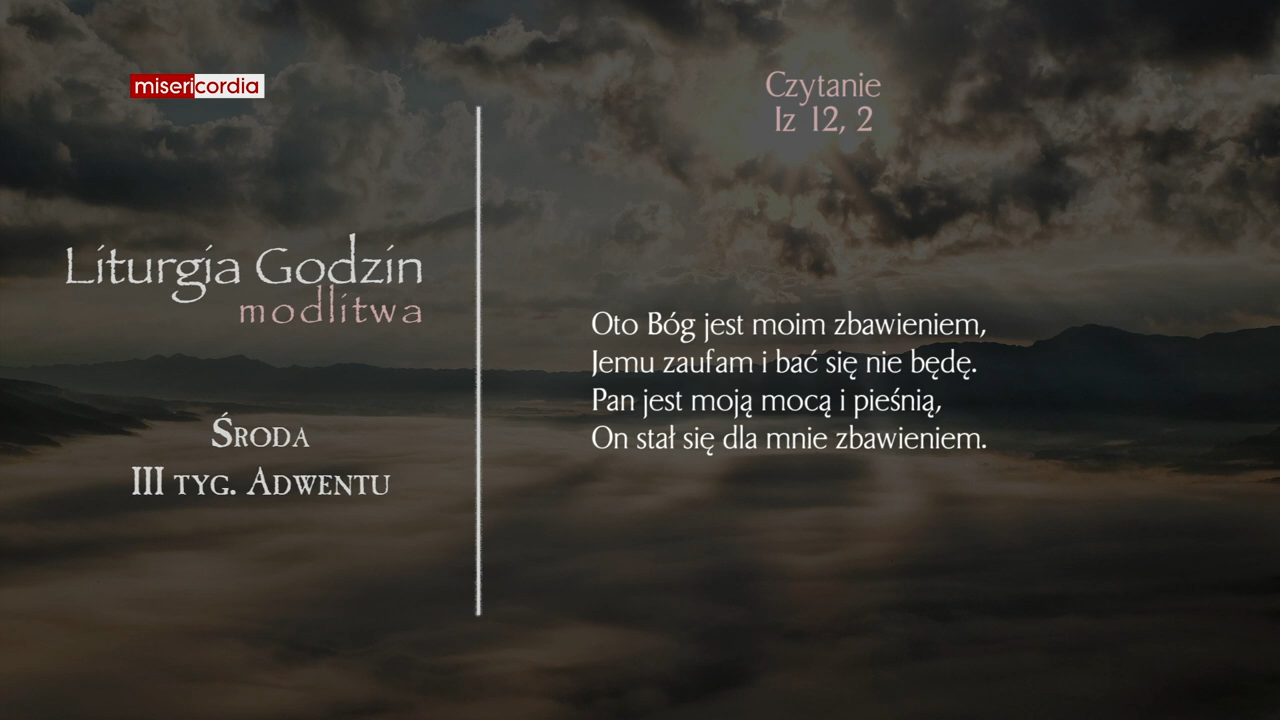 misericordia
Liturgia Godzin
modlitwa
Środa
III tyg. Adwentu
Czytanie
Iz 12, 2
Oto Bóg jest moim zbawieniem,
Jemu zaufam i bać się nie będę.
Pan jest moją mocą i pieśnią,
On stał się dla mnie zbawieniem.